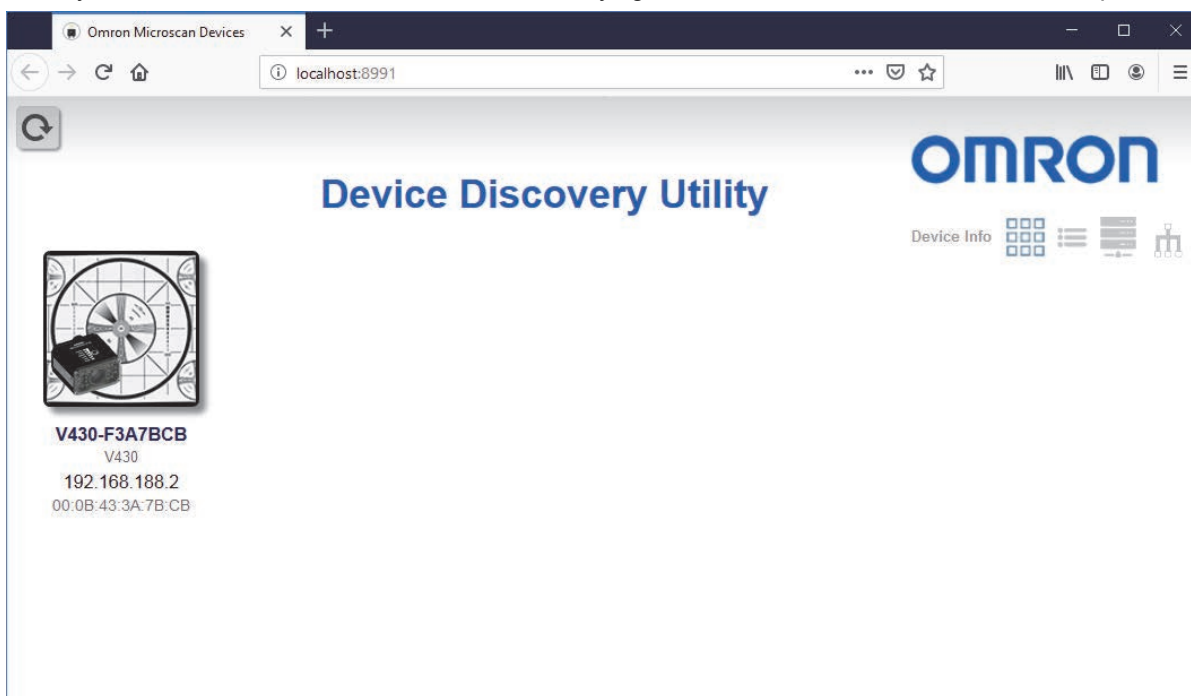 Omron Microscan Devices
localhost:8991
OMRON
Device Discovery Utility
Device Info
V430-F3A7BCB
V430
192.168.188.2
00:0B:43:3A:7B:CB